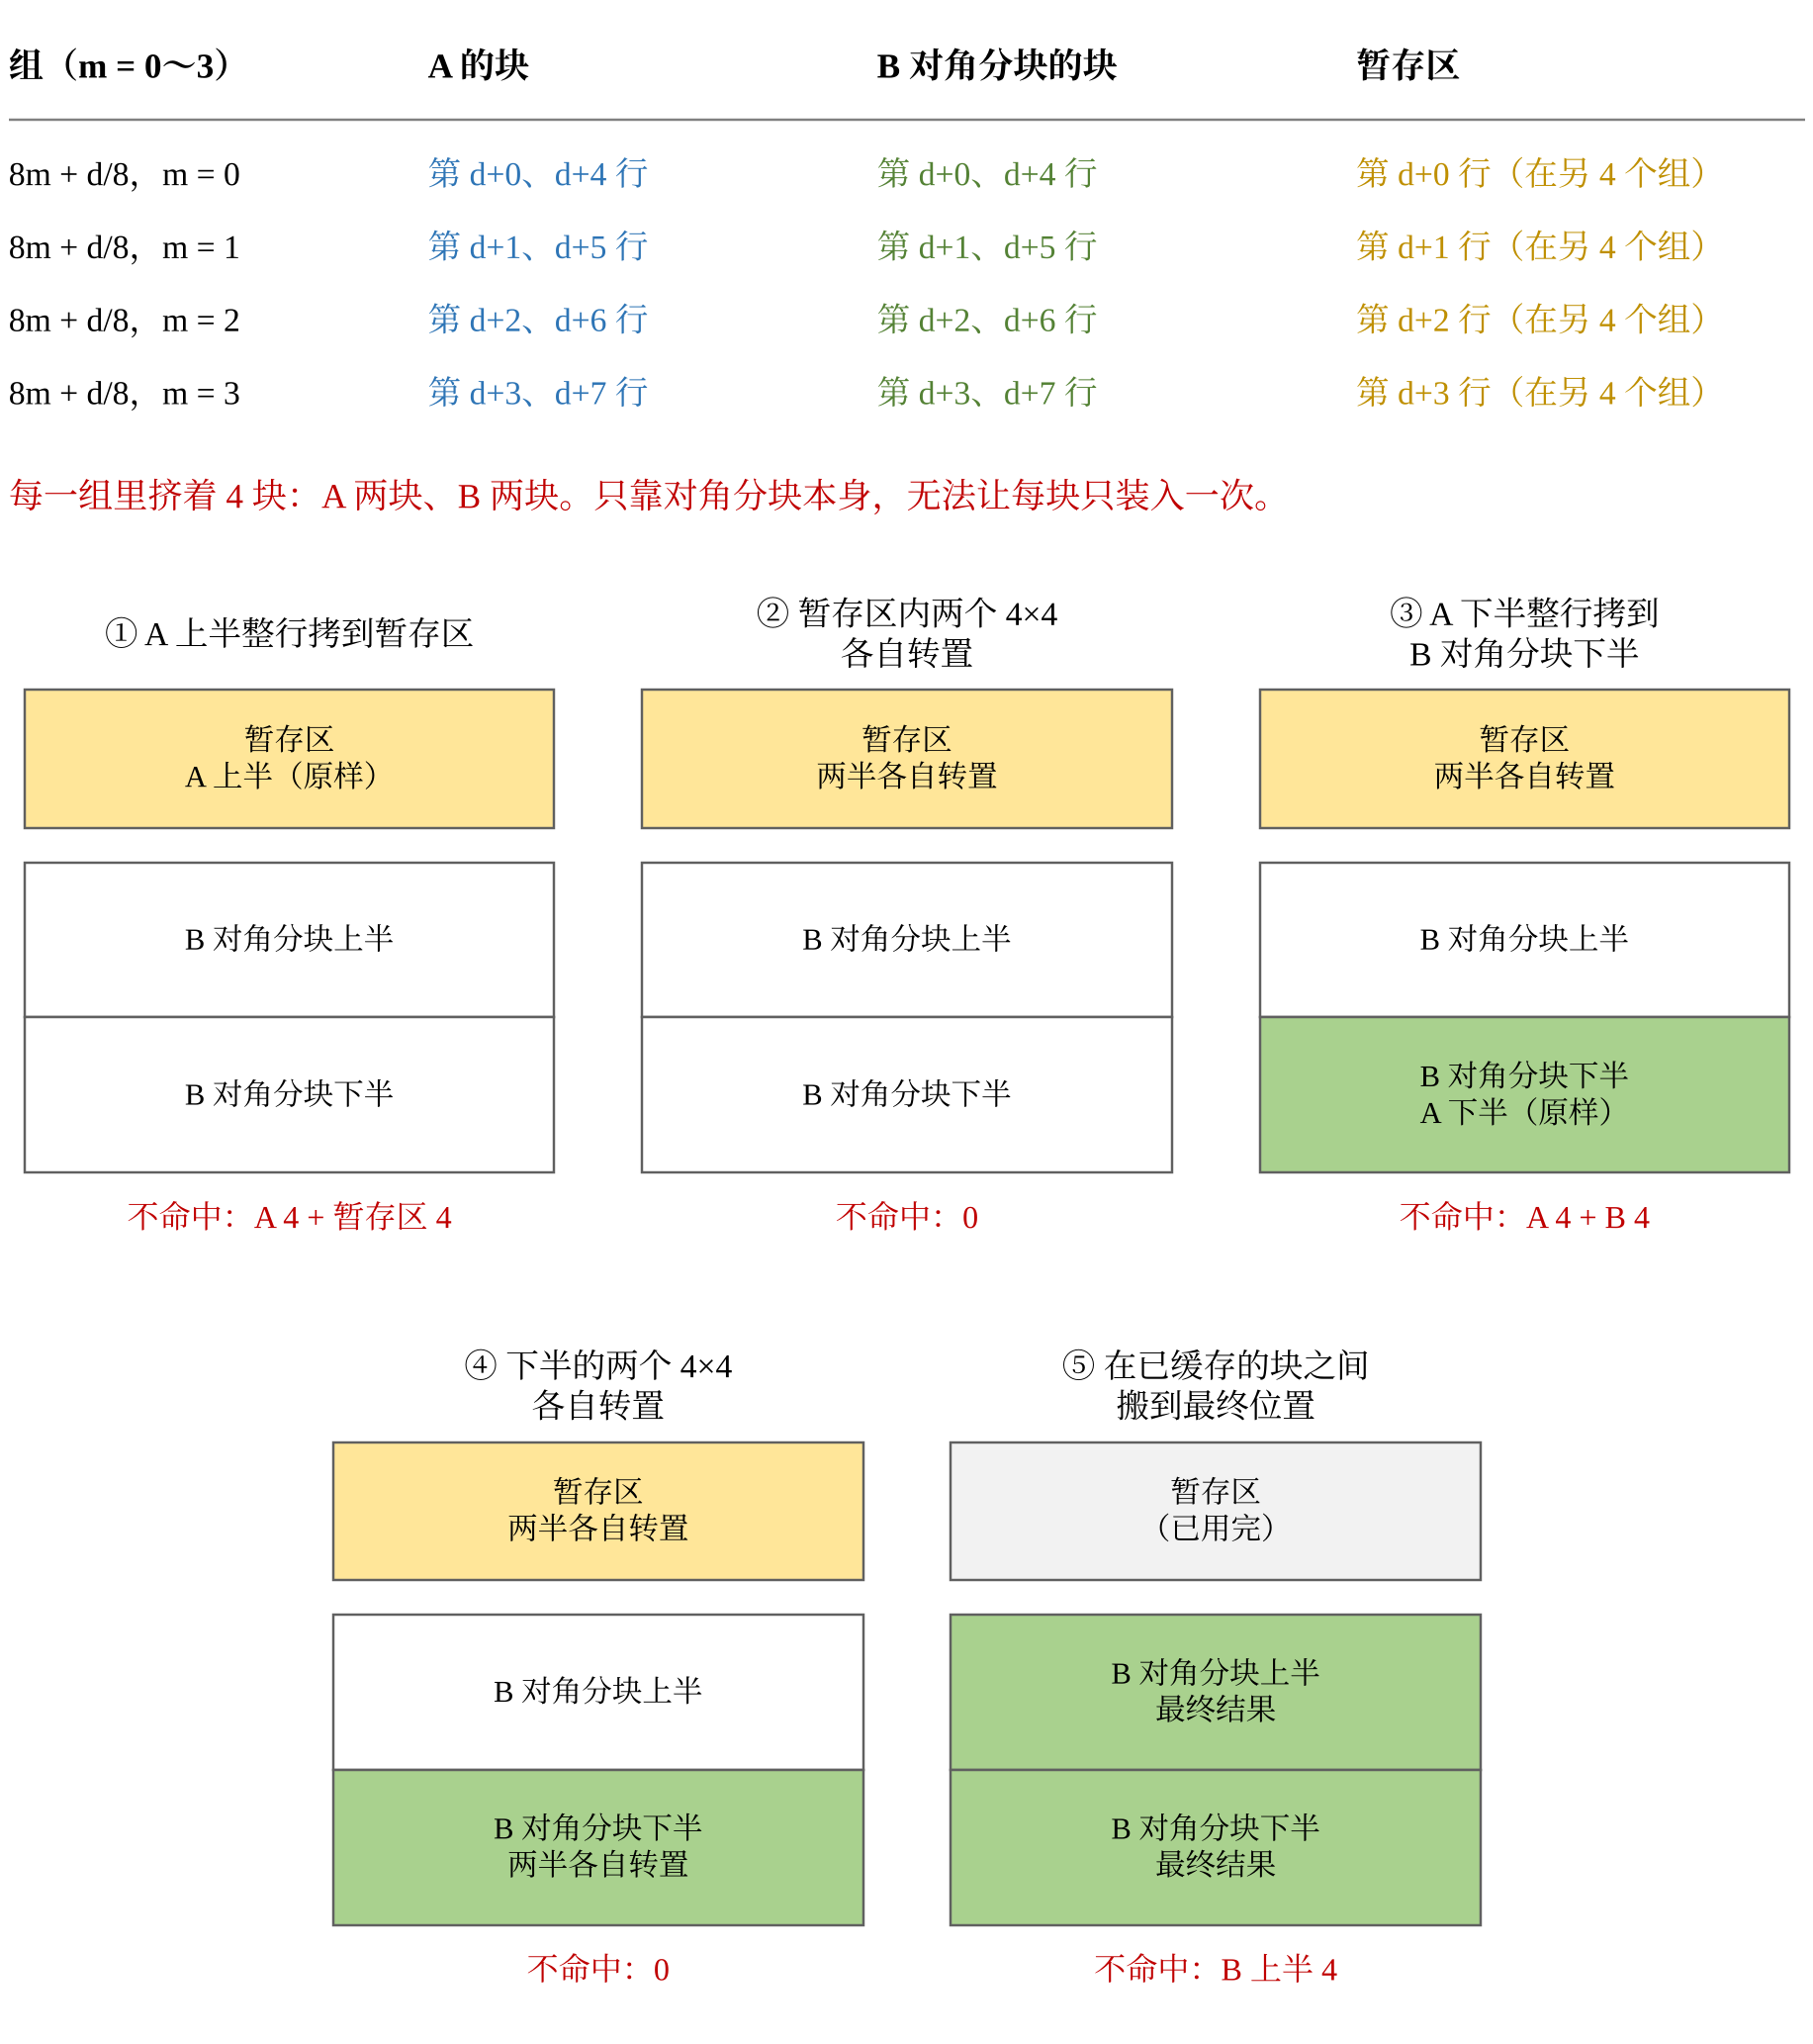 组（m = 0～3） A 的块 B 对角分块的块 暂存区
8m + d/8，m = 0 第 d+0、d+4 行 第 d+0、d+4 行 第 d+0 行（在另 4 个组）
8m + d/8，m = 1 第 d+1、d+5 行 第 d+1、d+5 行 第 d+1 行（在另 4 个组）
8m + d/8，m = 2 第 d+2、d+6 行 第 d+2、d+6 行 第 d+2 行（在另 4 个组）
8m + d/8，m = 3 第 d+3、d+7 行 第 d+3、d+7 行 第 d+3 行（在另 4 个组）
每一组里挤着 4 块：A 两块、B 两块。只靠对角分块本身，无法让每块只装入一次。
① A 上半整行拷到暂存区
暂存区
A 上半（原样）
B 对角分块上半
B 对角分块下半
不命中：A 4 + 暂存区 4
② 暂存区内两个 4×4
各自转置
暂存区
两半各自转置
B 对角分块上半
B 对角分块下半
不命中：0
③ A 下半整行拷到
B 对角分块下半
暂存区
两半各自转置
B 对角分块上半
B 对角分块下半
A 下半（原样）
不命中：A 4 + B 4
④ 下半的两个 4×4
各自转置
暂存区
两半各自转置
B 对角分块上半
B 对角分块下半
两半各自转置
不命中：0
⑤ 在已缓存的块之间
搬到最终位置
暂存区
（已用完）
B 对角分块上半
最终结果
B 对角分块下半
最终结果
不命中：B 上半 4